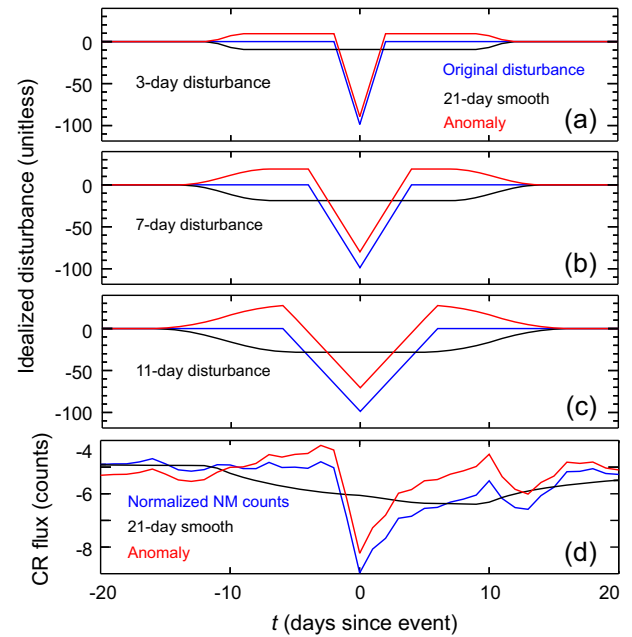 Idealized disturbance (unitless)
0
-50
-100
3-day disturbance
Original disturbance
21-day smooth
Anomaly
(a)
0
-50
-100
7-day disturbance
(b)
0
-50
-100
11-day disturbance
(c)
CR flux (counts)
-4
-6
-8
Normalized NM counts
21-day smooth
Anomaly
(d)
-20
-10
0
10
20
t (days since event)